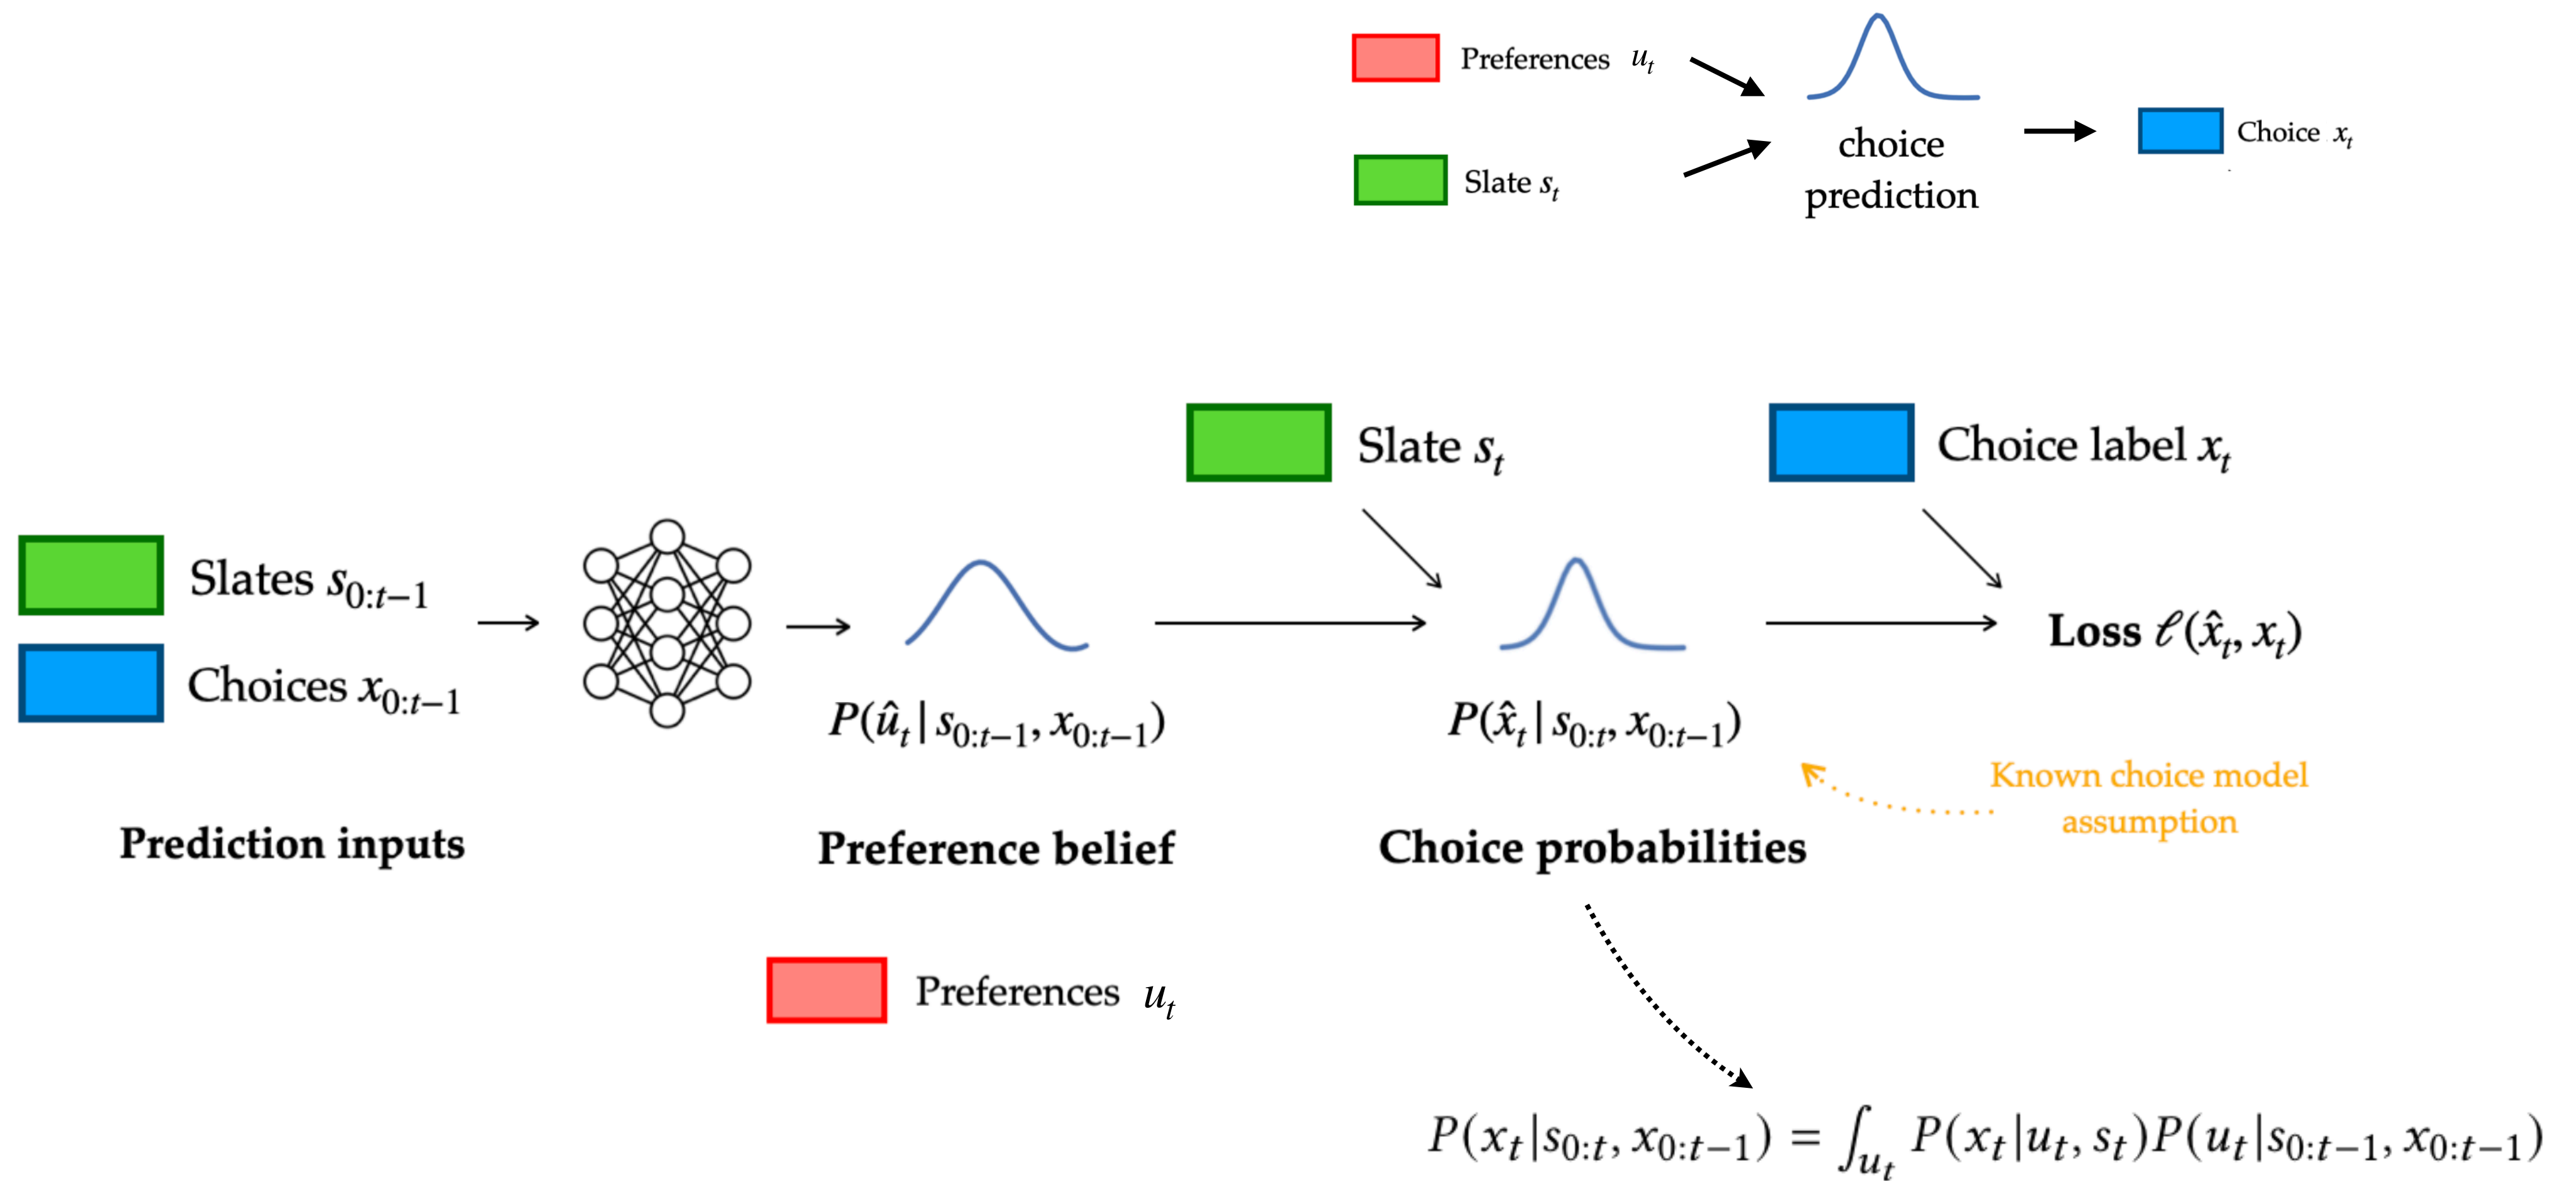 Preferences u_t
Slate s_t
choice
prediction
Choice x_t
Slate s_t
Choice label x_t
Slates s_{0:t−1}
Choices x_{0:t−1}
P(û_t | s_{0:t−1}, x_{0:t−1})
P(x̂_t | s_{0:t}, x_{0:t−1})
Loss ℓ(x̂_t, x_t)
Known choice model
assumption
Prediction inputs
Preference belief
Choice probabilities
Preferences u_t
P(x_t|s_{0:t}, x_{0:t−1}) = ∫_{u_t} P(x_t|u_t, s_t)P(u_t|s_{0:t−1}, x_{0:t−1})